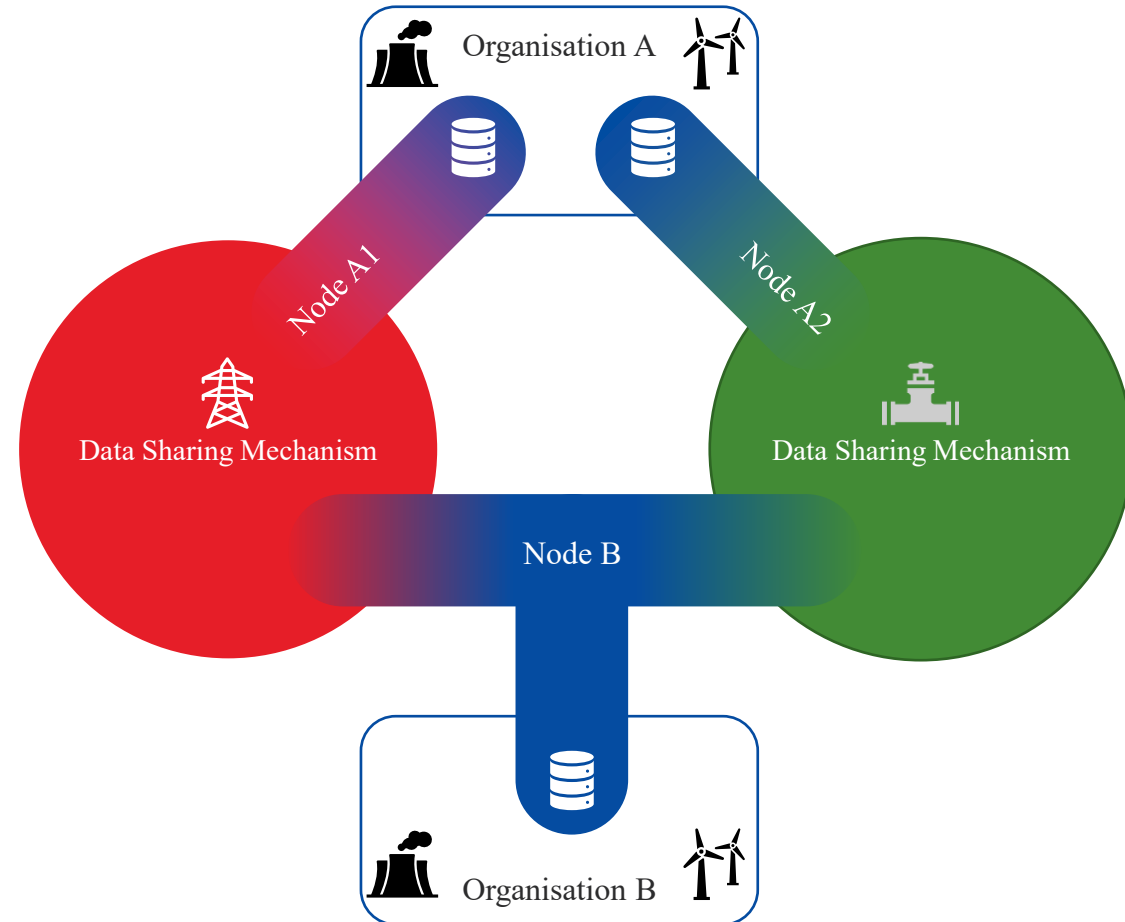 Organisation A
Node A1
Node A2
Data Sharing Mechanism
Data Sharing Mechanism
Node B
Organisation B